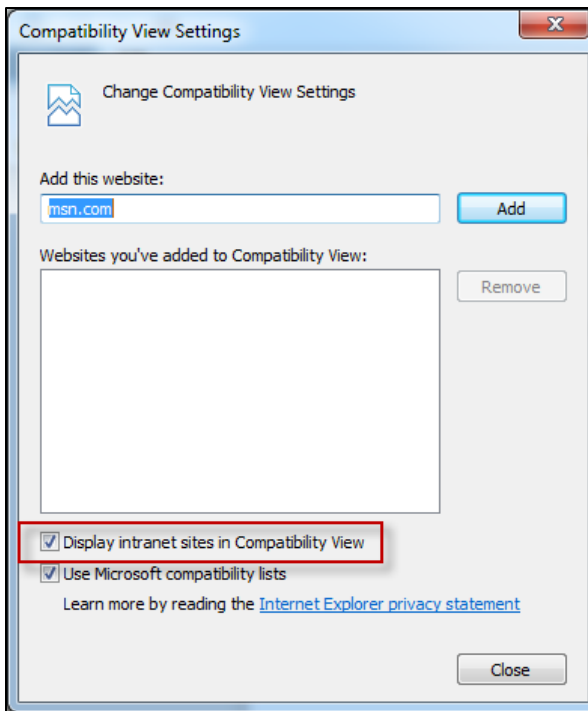 Compatibility View Settings
Change Compatibility View Settings
Add this website:
msn.com
Add
Websites you've added to Compatibility View:
Remove
Display intranet sites in Compatibility View
Use Microsoft compatibility lists
Learn more by reading the Internet Explorer privacy statement
Close